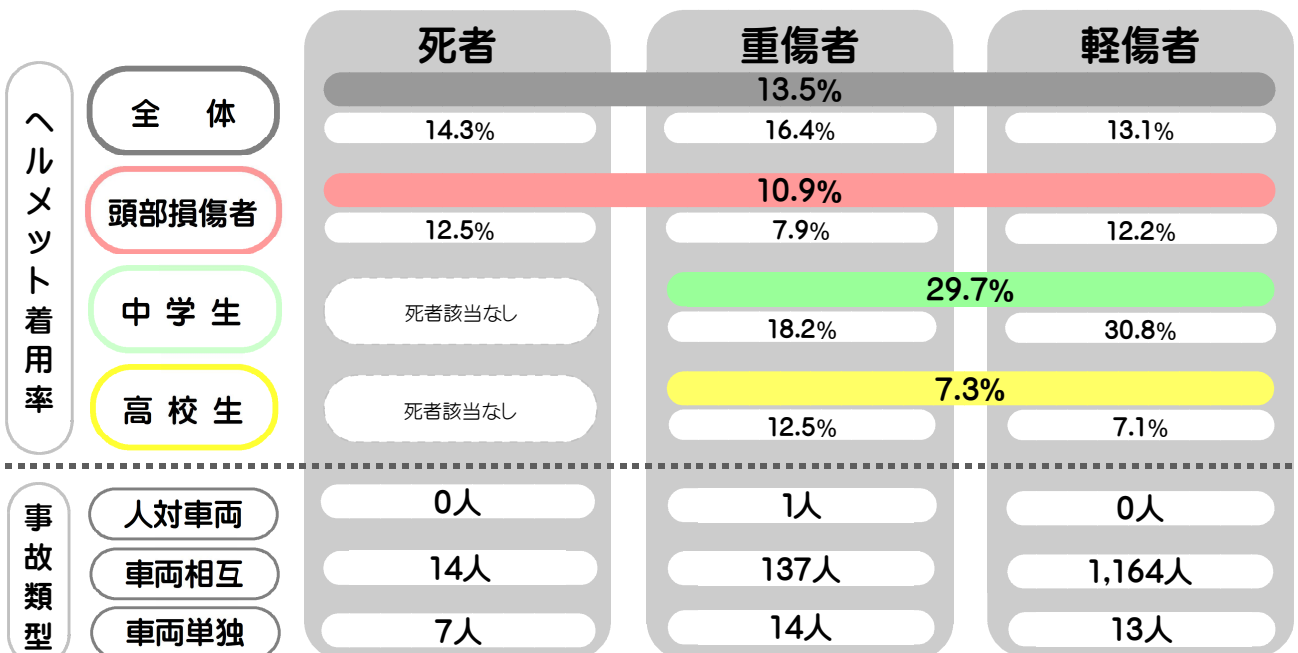 死者 重傷者 軽傷者
ヘルメット着用率
全 体
13.5%
14.3% 16.4% 13.1%
頭部損傷者
10.9%
12.5% 7.9% 12.2%
中学生
死者該当なし
29.7%
18.2% 30.8%
高校生
死者該当なし
7.3%
12.5% 7.1%
事故類型
人対車両 0人 1人 0人
車両相互 14人 137人 1,164人
車両単独 7人 14人 13人